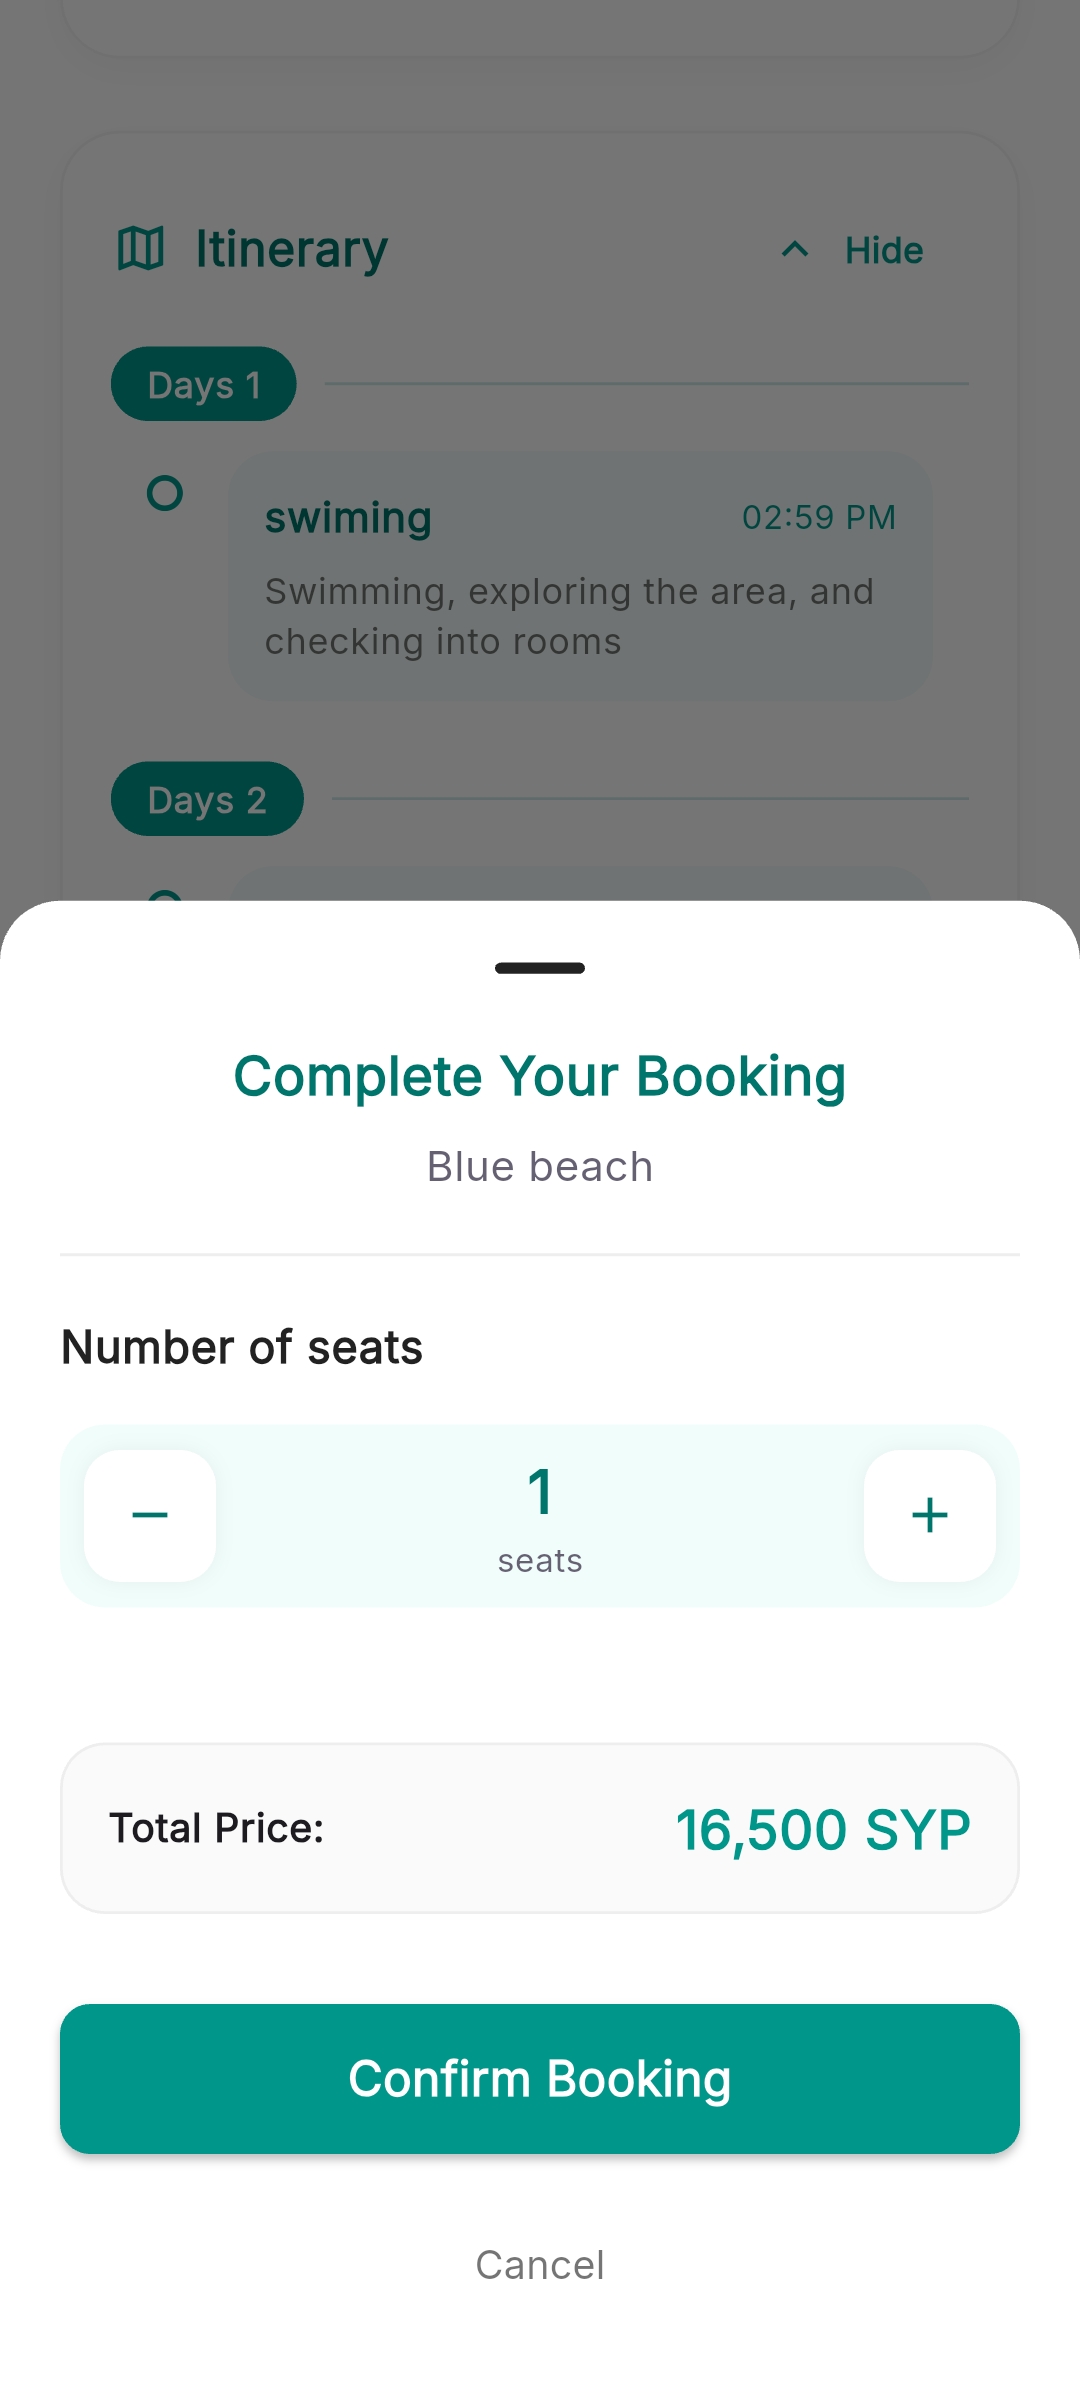 Itinerary
Hide
Days 1
swiming
02:59 PM
Swimming, exploring the area, and
checking into rooms
Days 2
Complete Your Booking
Blue beach
Number of seats
1
seats
Total Price:
16,500 SYP
Confirm Booking
Cancel